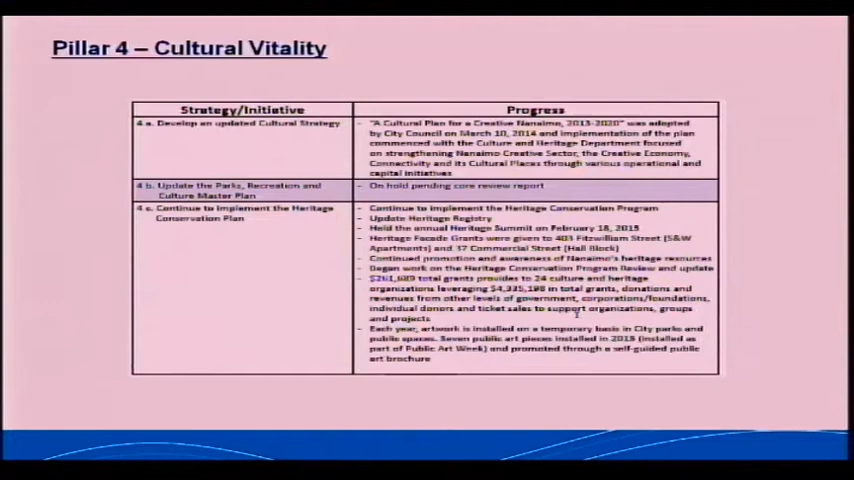 Pillar 4 – Cultural Vitality
Strategy/Initiative
Progress
4 a. Develop an updated Cultural Strategy
- "A Cultural Plan for a Creative Nanaimo, 2013-2020" was adopted
by City Council on March 10, 2014 and implementation of the plan
commenced with the Culture and Heritage Department focused
on strengthening Nanaimo Creative Sector, the Creative Economy,
Connectivity and its Cultural Places through various operational and
capital initiatives
4 b. Update the Parks, Recreation and
Culture Master Plan
- On hold pending core review report
4 c. Continue to implement the Heritage
Conservation Plan
- Continue to implement the Heritage Conservation Program
- Update Heritage Registry
- Held the annual Heritage Summit on February 18, 2015
- Heritage Facade Grants were given to 403 Fitzwilliam Street (S&W
Apartments) and 37 Commercial Street (Hall Block)
- Continued promotion and awareness of Nanaimo's heritage resources
- Began work on the Heritage Conservation Program Review and update
- $261,689 total grants provides to 24 culture and heritage
organizations leveraging $4,335,198 in total grants, donations and
revenues from other levels of government, corporations/foundations,
individual donors and ticket sales to support organizations, groups
and projects
- Each year, artwork is installed on a temporary basis in City parks and
public spaces. Seven public art pieces installed in 2015 (installed as
part of Public Art Week) and promoted through a self-guided public
art brochure